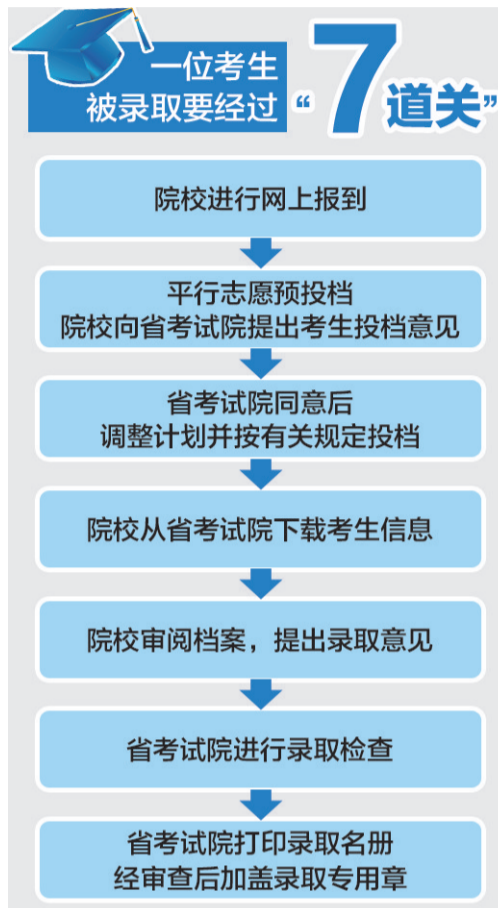 一位考生
被录取要经过“7道关”
院校进行网上报到
平行志愿预投档
院校向省考试院提出考生投档意见
省考试院同意后
调整计划并按有关规定投档
院校从省考试院下载考生信息
院校审阅档案，提出录取意见
省考试院进行录取检查
省考试院打印录取名册
经审查后加盖录取专用章